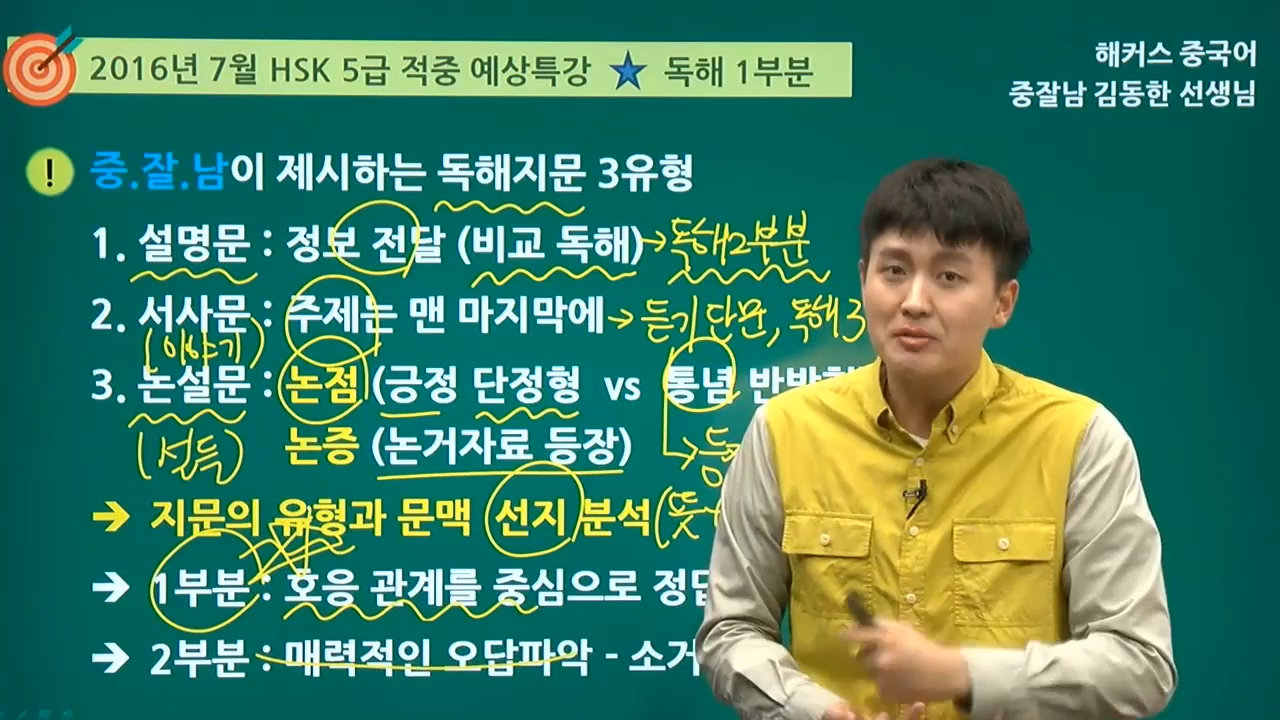 2016년 7월 HSK 5급 적중 예상특강 ★ 독해 1부분
해커스 중국어
중잘남 김동한 선생님
! 중.잘.남이 제시하는 독해지문 3유형
1. 설명문 : 정보 전달 (비교 독해) → 독해2부분
2. 서사문 : 주제는 맨 마지막에 → 듣기 단문, 독해 3
(이야기)
3. 논설문 : 논점 (긍정 단정형 vs 통념
(설득) 논증 (논거자료 등장) →
→ 지문의 유형과 문맥 선지 분석 (뜻
→ 1부분 : 호응 관계를 중심으로
→ 2부분 : 매력적인 오답파악 - 소거